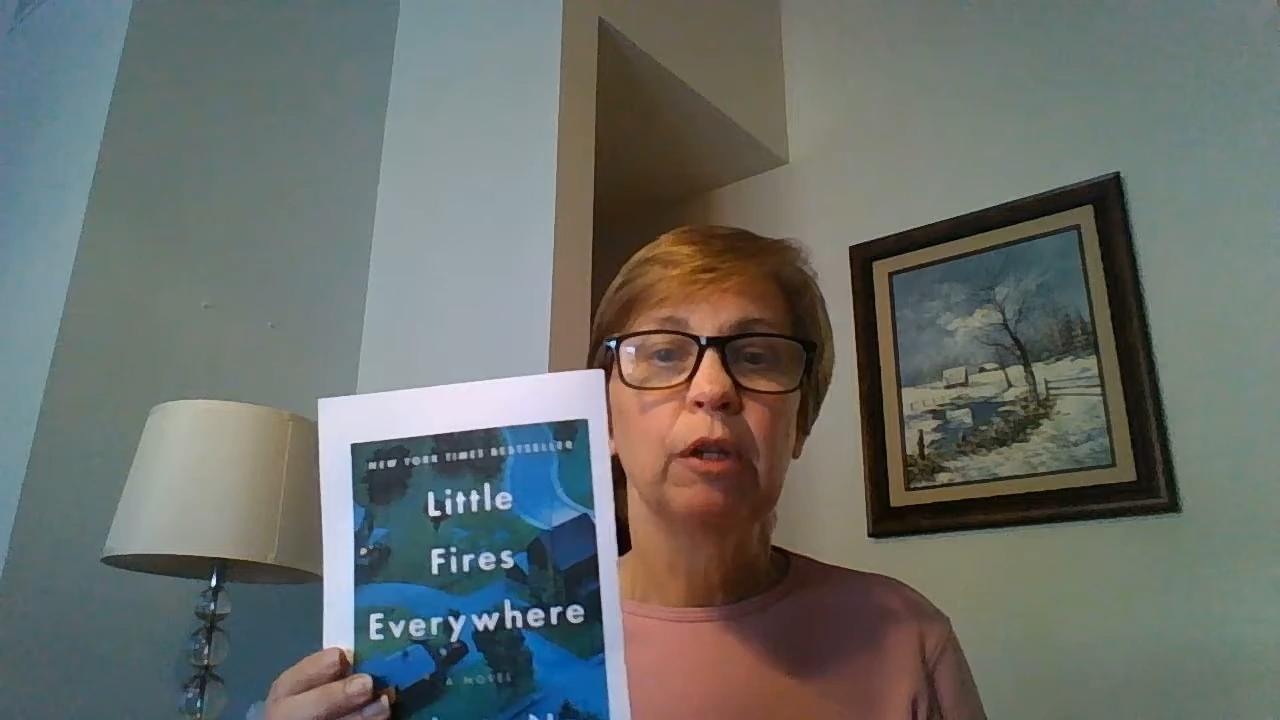 NEW YORK TIMES BESTSELLER
Little
Fires
Everywhere
A NOVEL